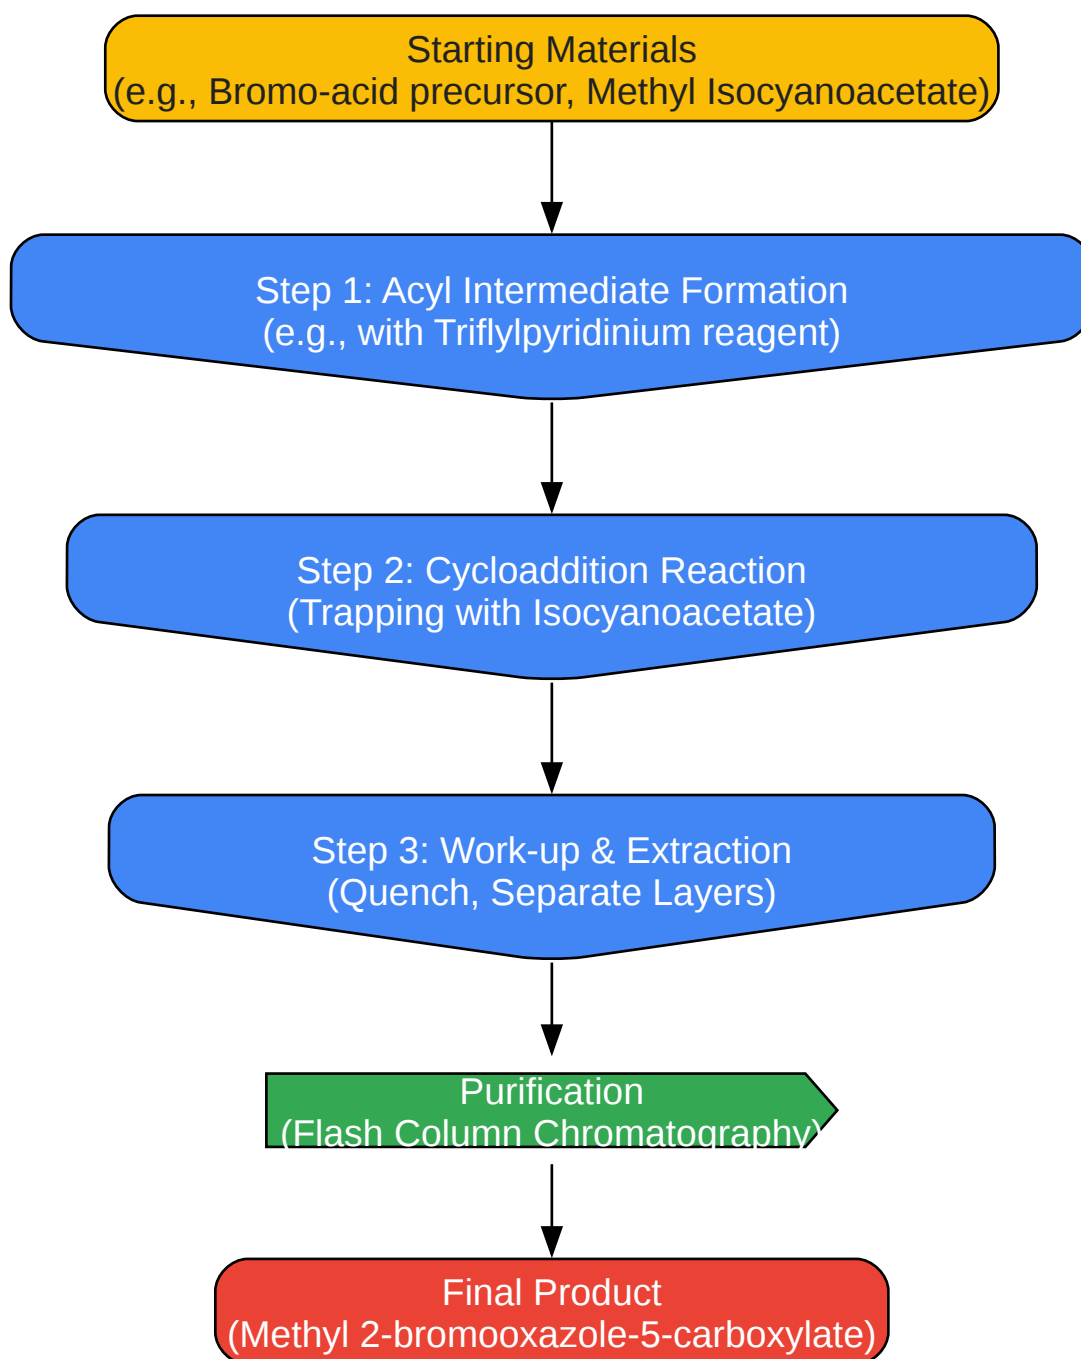 Starting Materials
(e.g., Bromo-acid precursor, Methyl Isocyanoacetate)
Step 1: Acyl Intermediate Formation
(e.g., with Triflylpyridinium reagent)
Step 2: Cycloaddition Reaction
(Trapping with Isocyanoacetate)
Step 3: Work-up & Extraction
(Quench, Separate Layers)
Purification
(Flash Column Chromatography)
Final Product
(Methyl 2-bromooxazole-5-carboxylate)